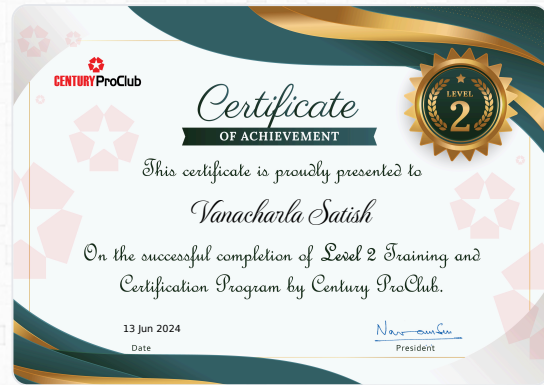 CENTURY ProClub
Certificate
OF ACHIEVEMENT
LEVEL
2
This certificate is proudly presented to
Vanacharla Satish
On the successful completion of Level 2 Training and
Certification Program by Century ProClub.
13 Jun 2024
Date
President